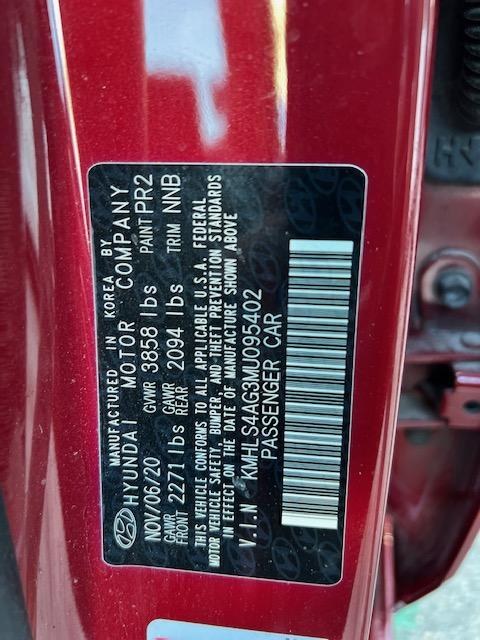 MANUFACTURED IN KOREA BY
HYUNDAI MOTOR COMPANY
NOV/06/20 GVWR 3858 lbs PAINT PR2
GAWR FRONT 2271 lbs GAWR REAR 2094 lbs TRIM NNB
THIS VEHICLE CONFORMS TO ALL APPLICABLE U.S.A. FEDERAL
MOTOR VEHICLE SAFETY, BUMPER, AND THEFT PREVENTION STANDARDS
IN EFFECT ON THE DATE OF MANUFACTURE SHOWN ABOVE
V.I.N KMHLS4AG3MU095402
PASSENGER CAR